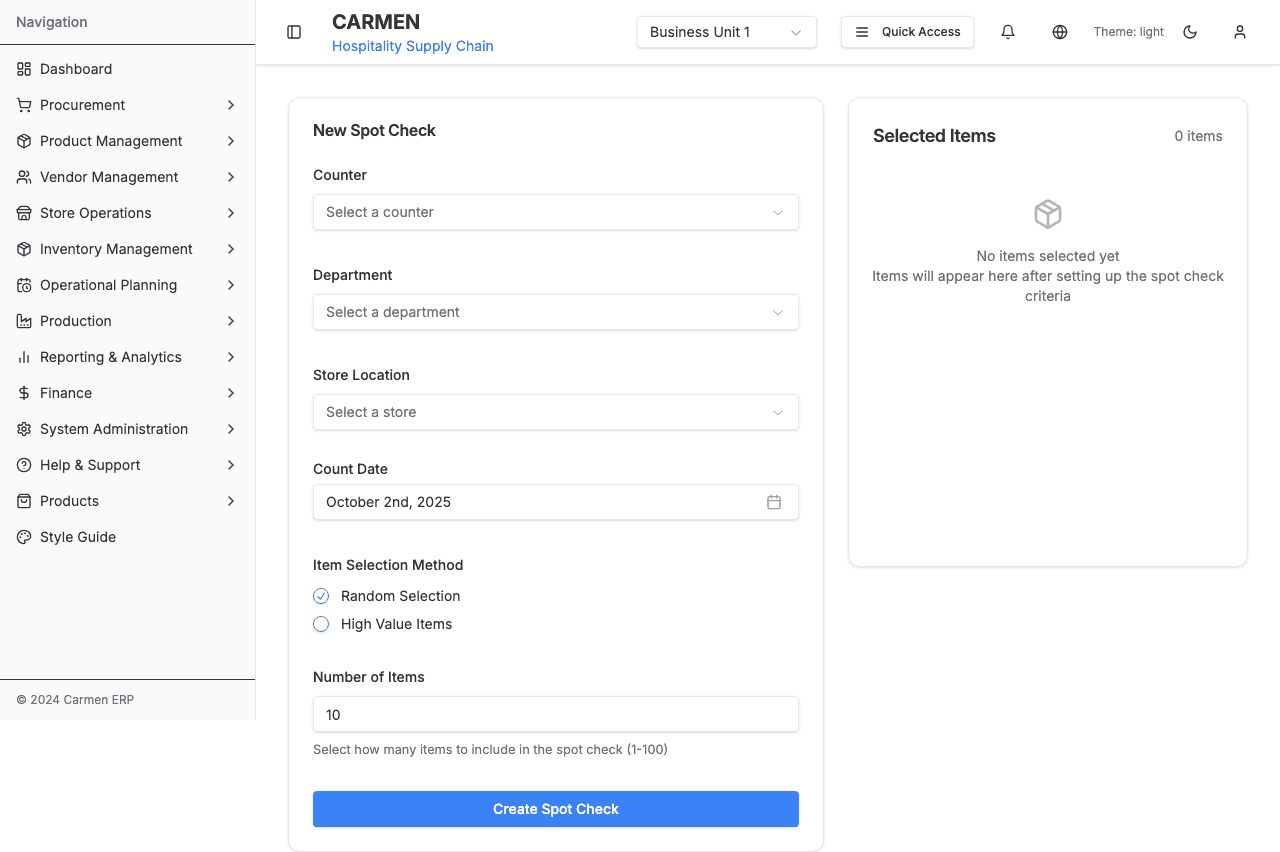 Navigation
Dashboard
Procurement
Product Management
Vendor Management
Store Operations
Inventory Management
Operational Planning
Production
Reporting & Analytics
Finance
System Administration
Help & Support
Products
Style Guide
© 2024 Carmen ERP
CARMEN
Hospitality Supply Chain
Business Unit 1
Quick Access
Theme: light
New Spot Check
Counter
Select a counter
Department
Select a department
Store Location
Select a store
Count Date
October 2nd, 2025
Item Selection Method
Random Selection
High Value Items
Number of Items
10
Select how many items to include in the spot check (1-100)
Create Spot Check
Selected Items
0 items
No items selected yet
Items will appear here after setting up the spot check
criteria